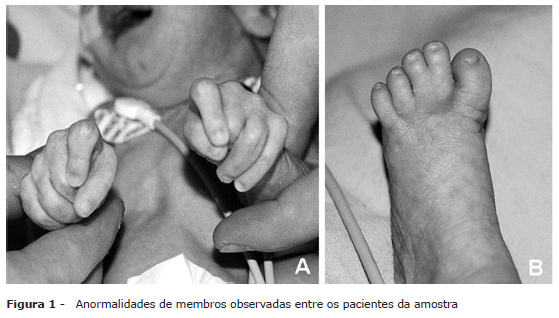 A
B
Figura 1 - Anormalidades de membros observadas entre os pacientes da amostra